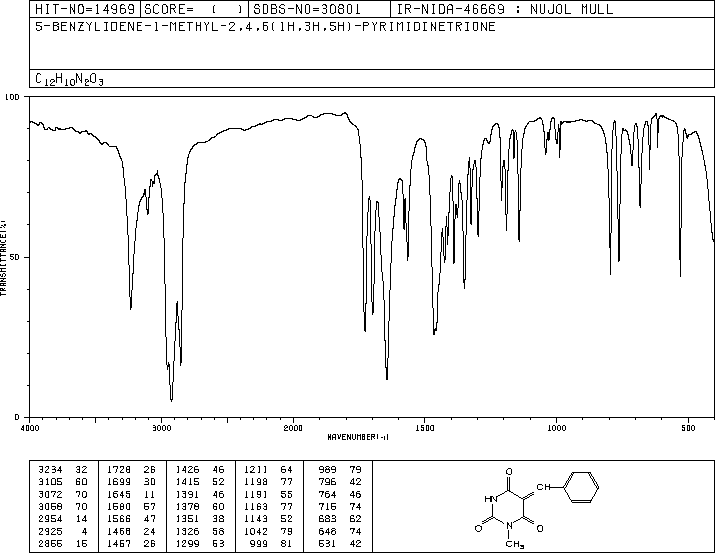 HIT-NO=14969 SCORE= ( ) SDBS-NO=30801 IR-NIDA-46669 : NUJOL MULL
5-BENZYLIDENE-1-METHYL-2,4,6(1H,3H,5H)-PYRIMIDINETRIONE
C12H10N2O3
100
50
0
TRANSMITTANCE(%)
4000 3000 2000 1500 1000 500
WAVENUMBER(-1)
3234 32 1728 26 1426 46 1211 64 989 79
3105 60 1699 30 1415 52 1198 77 796 42
3072 70 1645 11 1391 46 1191 55 764 46
3058 70 1580 57 1378 60 1163 77 715 74
2954 14 1566 47 1351 38 1143 52 683 62
2925 4 1468 24 1326 58 1042 79 648 74
2855 15 1457 26 1299 53 999 81 531 42
O
CH
HN
O N O
CH3